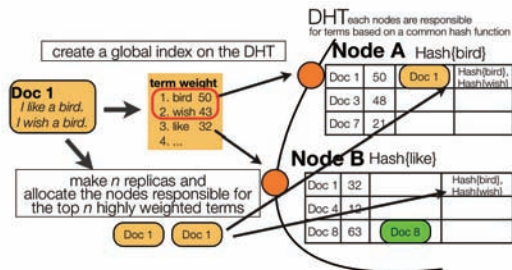 DHT each nodes are responsible
for terms based on a common hash function
create a global index on the DHT
Node A Hash{bird}
Doc 1
I like a bird.
I wish a bird.
term weight
1. bird 50
2. wish 43
3. like 32
4. ...
Doc 1 50 Doc 1 Hash{bird},
Hash{wish}
Doc 3 48
Doc 7 21
Node B Hash{like}
make n replicas and
allocate the nodes responsible for
the top n highly weighted terms
Doc 1 Doc 1
Doc 1 32 Hash{bird},
Hash{wish}
Doc 4 12
Doc 8 63 Doc 8